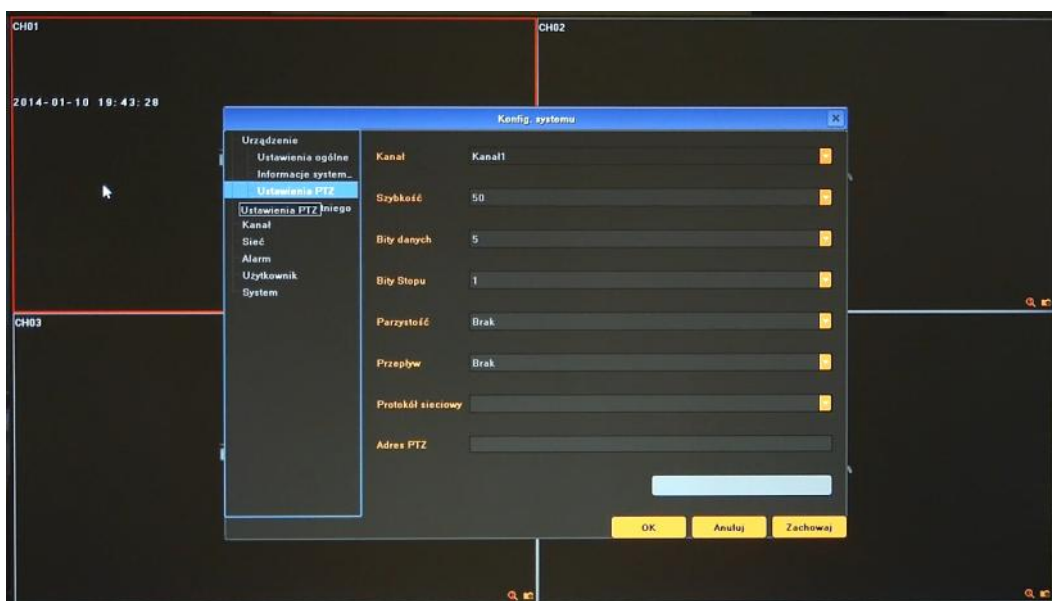 CH01
CH02
2014-01-10 19:43:28
Konfig. systemu
Urządzenie
Ustawienia ogólne
Informacje system…
Ustawienia PTZ
Ustawienia PTZ
Kanał
Sieć
Alarm
Użytkownik
System
Kanał Kanał1
Szybkość 50
Bity danych 5
Bity Stopu 1
Parzystość Brak
Przepływ Brak
Protokół sieciowy
Adres PTZ
OK Anuluj Zachowaj
CH03